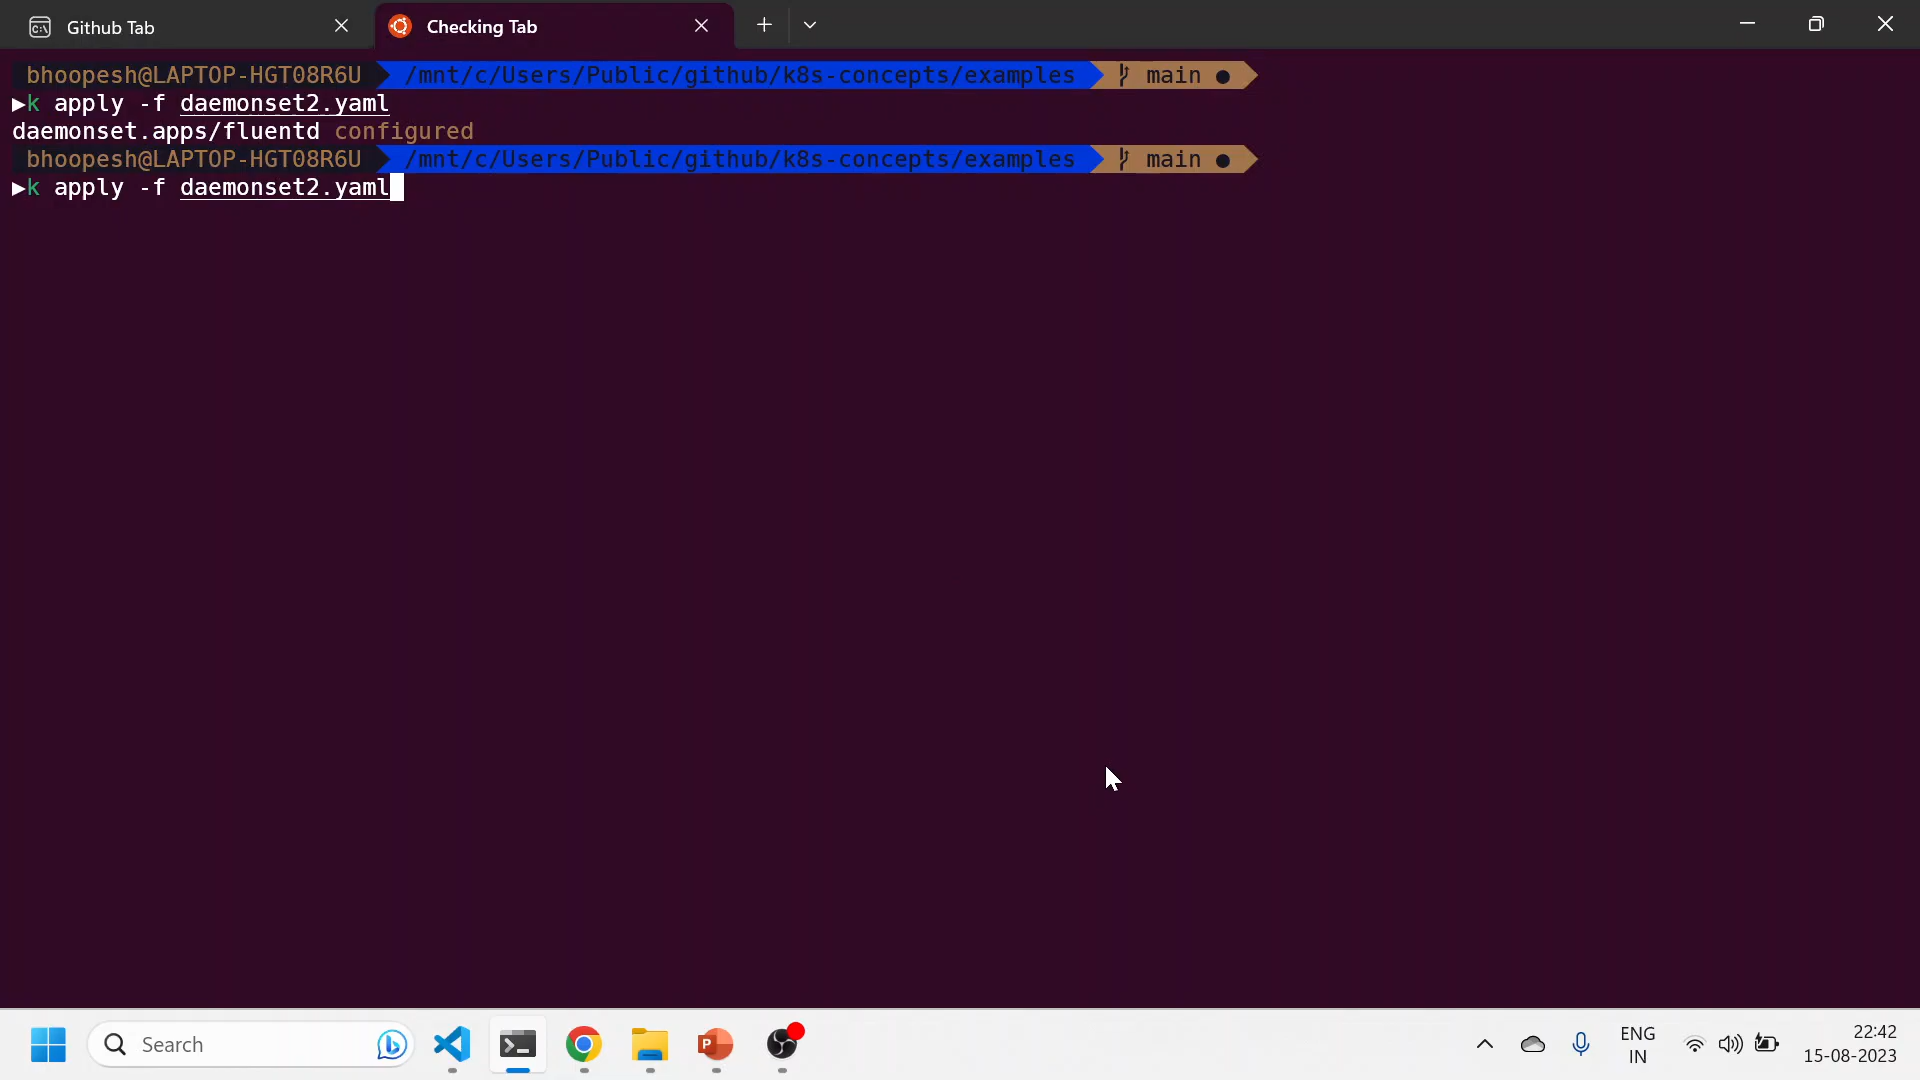 Github Tab
Checking Tab
bhoopesh@LAPTOP-HGT08R6U /mnt/c/Users/Public/github/k8s-concepts/examples main ●
▶k apply -f daemonset2.yaml
daemonset.apps/fluentd configured
bhoopesh@LAPTOP-HGT08R6U /mnt/c/Users/Public/github/k8s-concepts/examples main ●
▶k apply -f daemonset2.yaml
Search
ENG
IN
22:42
15-08-2023